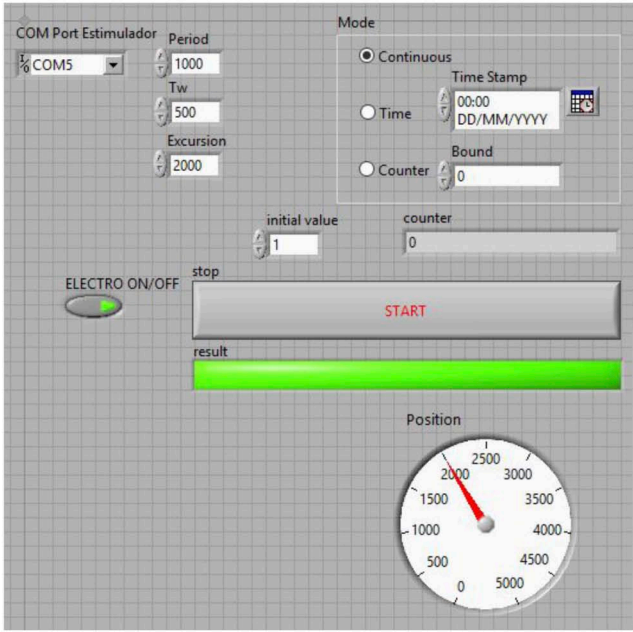 COM Port Estimulador
I/O COM5
Period
1000
Tw
500
Excursion
2000
Mode
Continuous
Time Stamp
Time
00:00
DD/MM/YYYY
Bound
Counter
0
initial value
1
counter
0
ELECTRO ON/OFF
stop
START
result
Position
0
500
1000
1500
2000
2500
3000
3500
4000
4500
5000